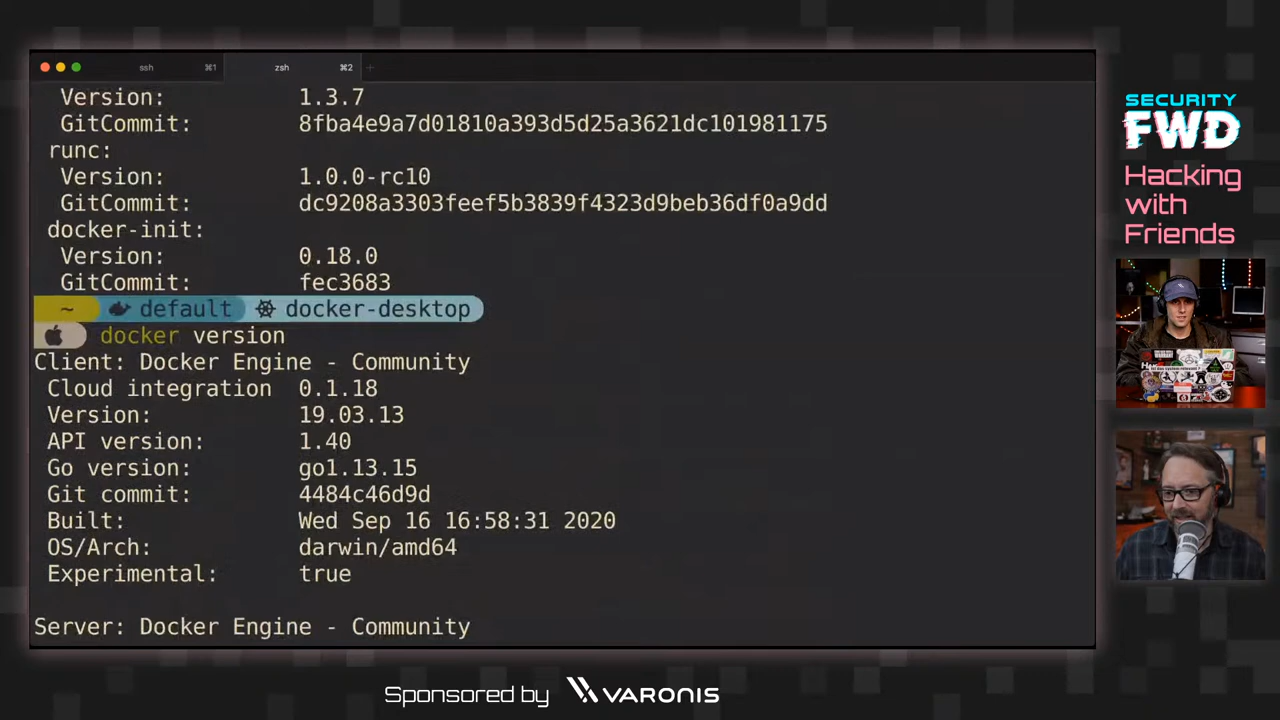 ssh ⌘1 zsh ⌘2 +
Version: 1.3.7
GitCommit: 8fba4e9a7d01810a393d5d25a3621dc101981175
runc:
Version: 1.0.0-rc10
GitCommit: dc9208a3303feef5b3839f4323d9beb36df0a9dd
docker-init:
Version: 0.18.0
GitCommit: fec3683
~ default docker-desktop
docker version
Client: Docker Engine - Community
Cloud integration 0.1.18
Version: 19.03.13
API version: 1.40
Go version: go1.13.15
Git commit: 4484c46d9d
Built: Wed Sep 16 16:58:31 2020
OS/Arch: darwin/amd64
Experimental: true
Server: Docker Engine - Community
SECURITY
FWD
Hacking
with
Friends
Sponsored by VARONIS